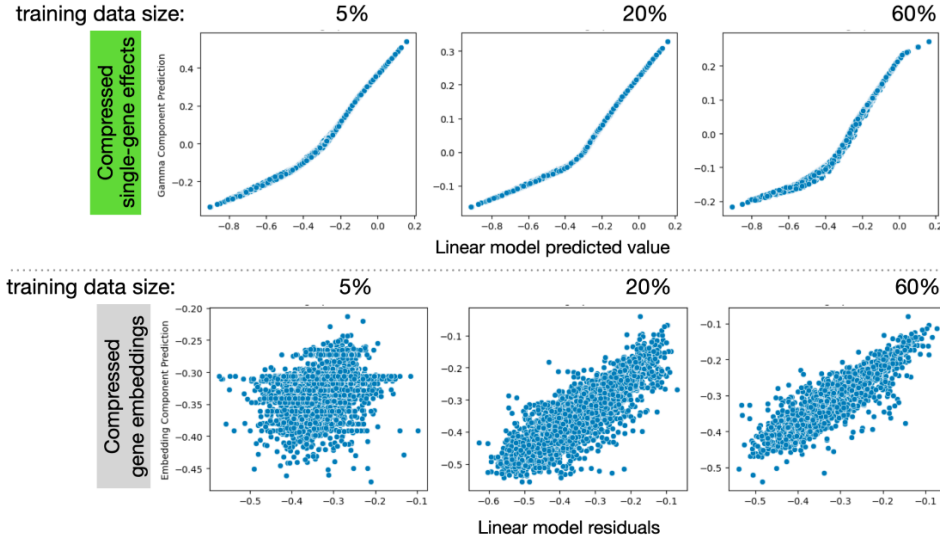 training data size: 5% 20% 60%
Compressed
single-gene effects
Gamma Component Prediction
0.4
0.2
0.0
−0.2
−0.8 −0.6 −0.4 −0.2 0.0 0.2
0.3
0.2
0.1
0.0
−0.1
−0.8 −0.6 −0.4 −0.2 0.0 0.2
0.2
0.1
0.0
−0.1
−0.2
−0.8 −0.6 −0.4 −0.2 0.0 0.2
Linear model predicted value
training data size: 5% 20% 60%
Compressed
gene embeddings
Embedding Component Prediction
−0.20
−0.25
−0.30
−0.35
−0.40
−0.45
−0.5 −0.4 −0.3 −0.2 −0.1
−0.1
−0.2
−0.3
−0.4
−0.5
−0.6 −0.5 −0.4 −0.3 −0.2 −0.1
−0.1
−0.2
−0.3
−0.4
−0.5
−0.5 −0.4 −0.3 −0.2 −0.1
Linear model residuals